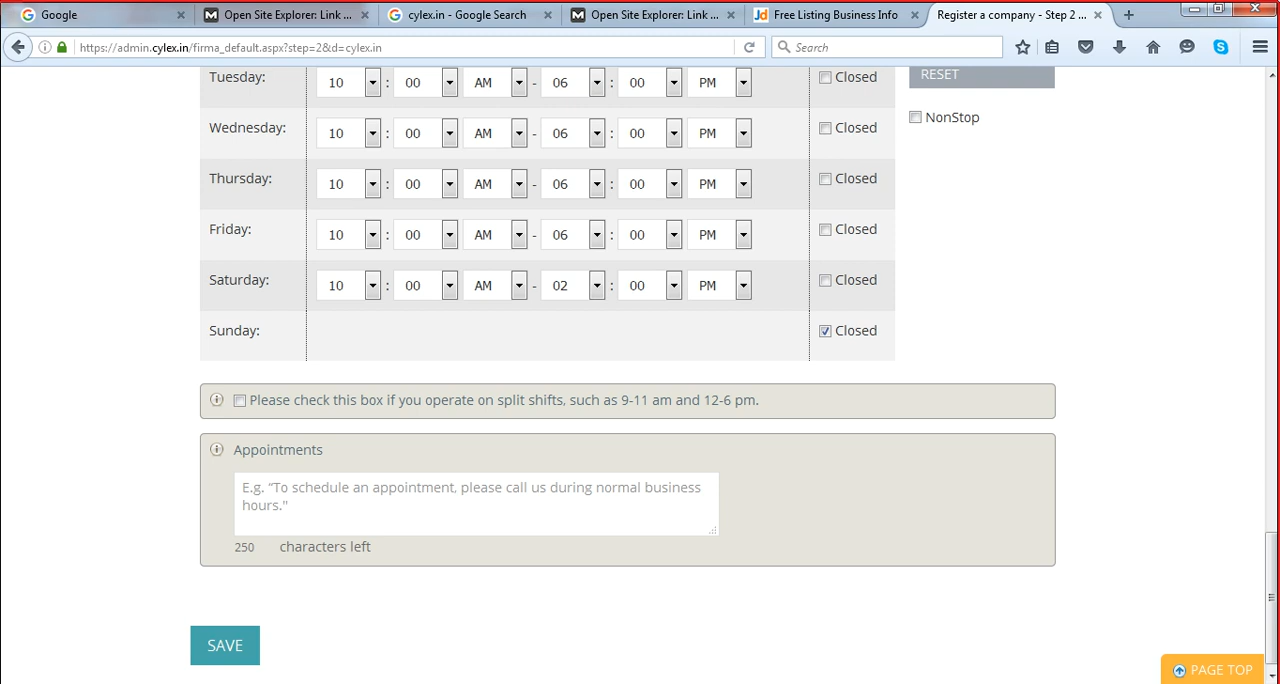 Google
Open Site Explorer: Link ...
cylex.in - Google Search
Open Site Explorer: Link ...
Free Listing Business Info
Register a company - Step 2 ...
https://admin.cylex.in/firma_default.aspx?step=2&d=cylex.in
Search
Tuesday: 10 : 00 AM - 06 : 00 PM Closed
RESET
Wednesday: 10 : 00 AM - 06 : 00 PM Closed
NonStop
Thursday: 10 : 00 AM - 06 : 00 PM Closed
Friday: 10 : 00 AM - 06 : 00 PM Closed
Saturday: 10 : 00 AM - 02 : 00 PM Closed
Sunday: Closed
Please check this box if you operate on split shifts, such as 9-11 am and 12-6 pm.
Appointments
E.g. “To schedule an appointment, please call us during normal business
hours."
250 characters left
SAVE
PAGE TOP